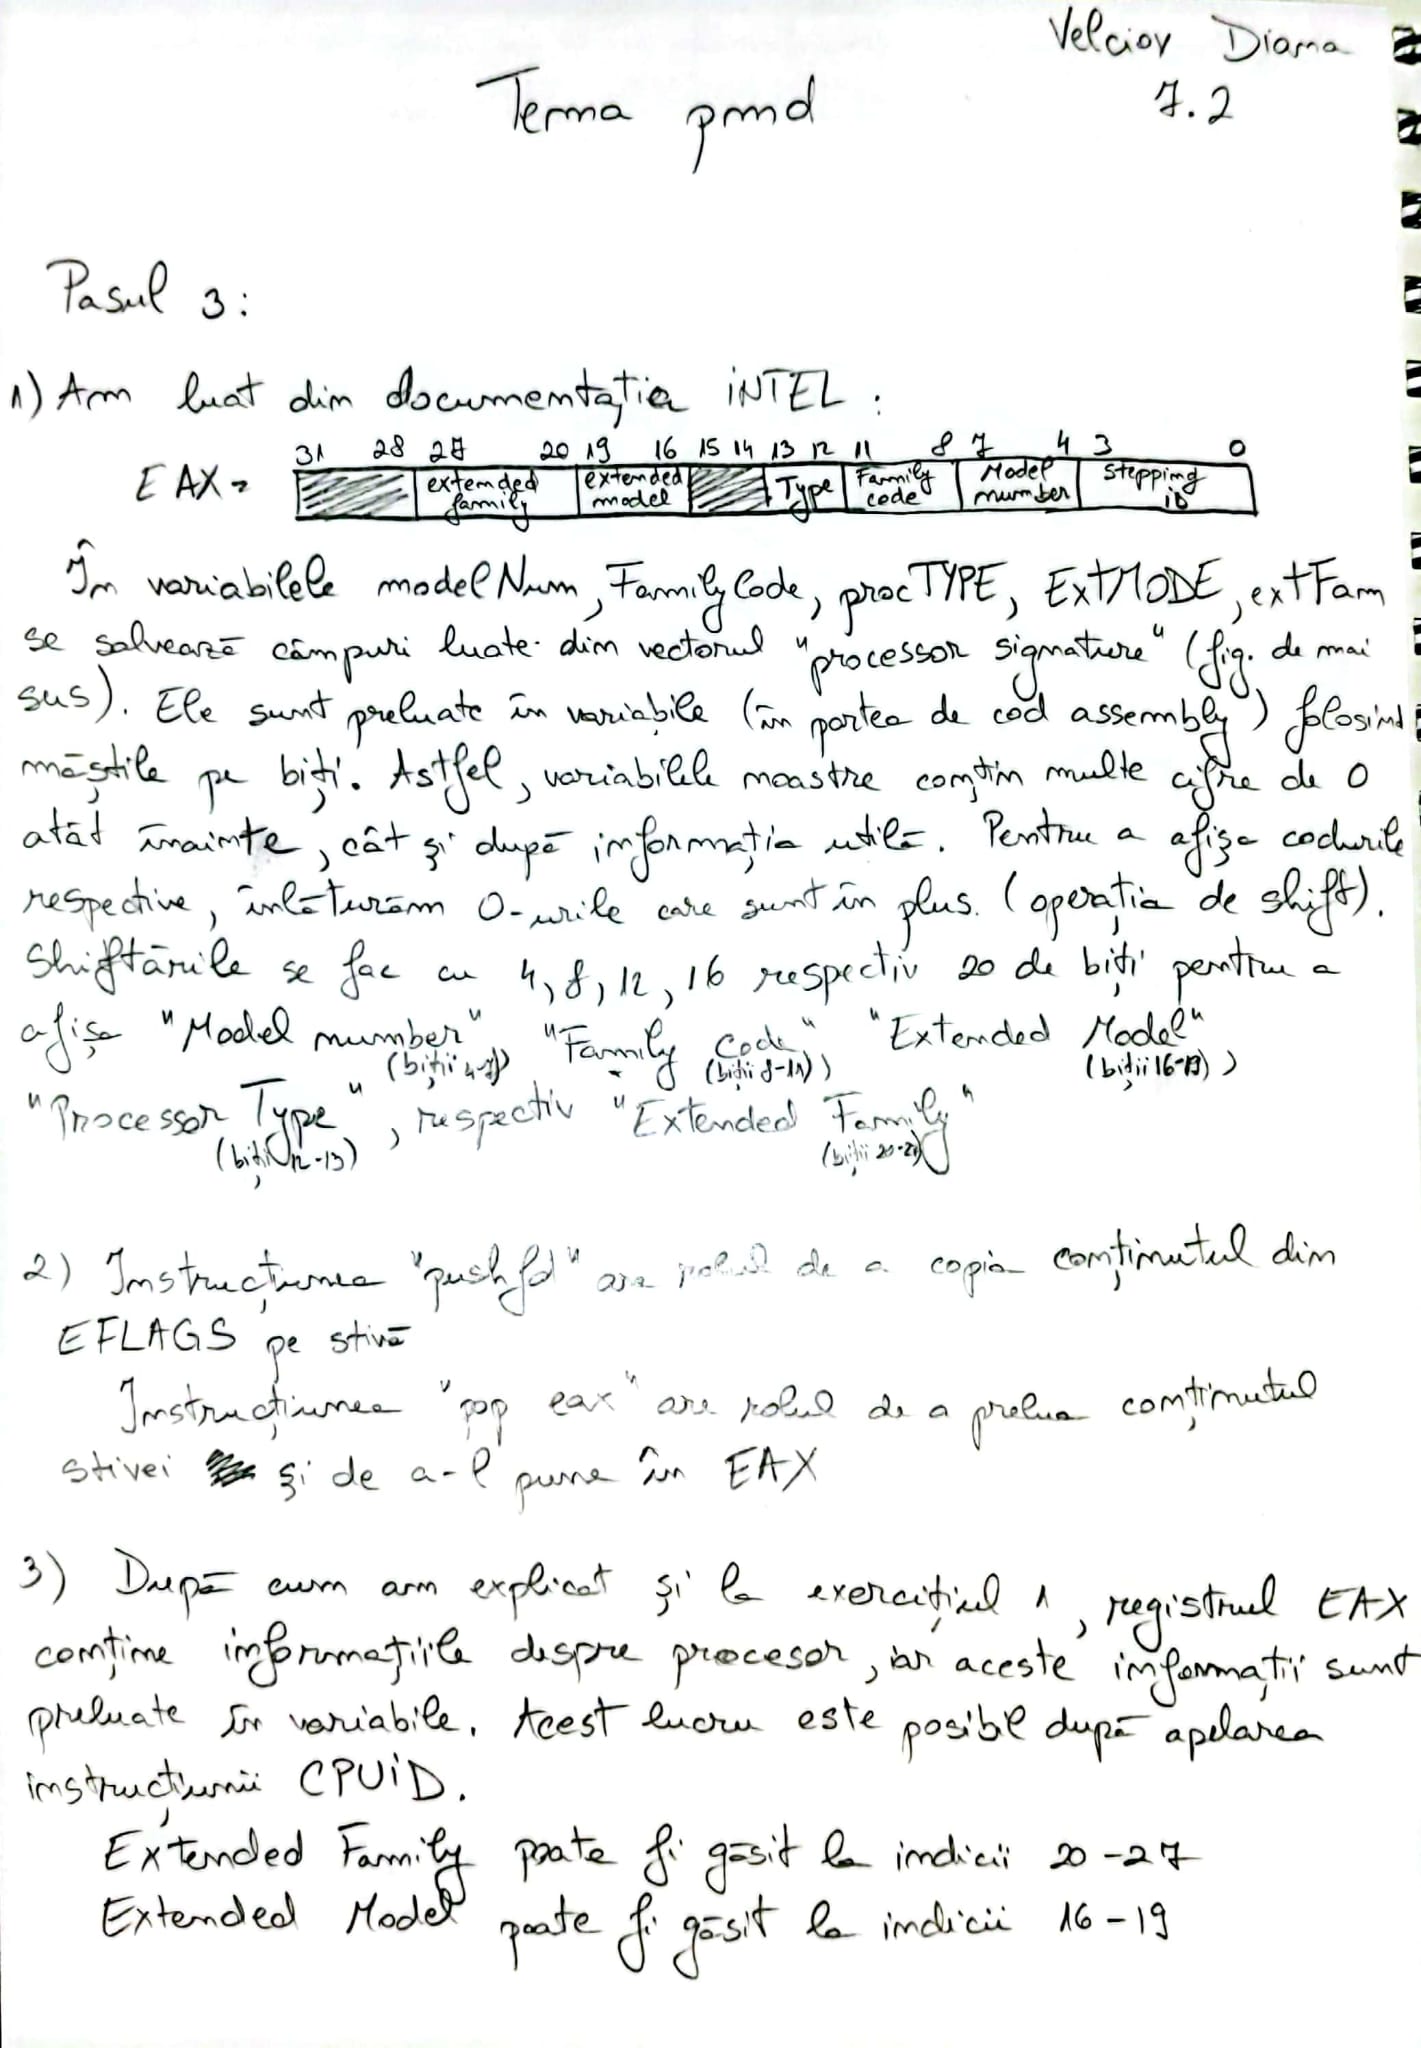 Velciov Diana
7.2
Tema pmd
Pasul 3:
1) Am luat din documentația iNTEL :
31 28 27 20 19 16 15 14 13 12 11 8 7 4 3 0
EAX= extended family extended model Type Family code Model number Stepping iD
În variabilele modelNum, FamilyCode, procTYPE, ExtMODE, extFam
se salvează câmpuri luate din vectorul "processor signature" (fig. de mai
sus). Ele sunt preluate în variabile (în partea de cod assembly) folosind
măștile pe biți. Astfel, variabilele noastre conțin multe cifre de 0
atât înainte, cât și după informația utilă. Pentru a afișa codurile
respective, înlăturăm 0-urile care sunt în plus. (operația de shift).
Shiftările se fac cu 4, 8, 12, 16 respectiv 20 de biți pentru a
afișa "Model number" (biții 4-7) "Family Code" (biții 8-11), "Extended Model" (biții 16-19),
"Processor Type" (biții 12-13), respectiv "Extended Family" (biții 20-27)
2) Instrucțiunea "pushfd" are rolul de a copia conținutul din
EFLAGS pe stivă
Instrucțiunea "pop eax" are rolul de a prelua conținutul
stivei și de a-l pune în EAX
3) După cum am explicat și la exercițiul 1, registrul EAX
conține informațiile despre procesor, iar aceste informații sunt
preluate în variabile. Acest lucru este posibil după apelarea
instrucțiunii CPUiD.
Extended Family poate fi găsit la indicii 20-27
Extended Model poate fi găsit la indicii 16-19